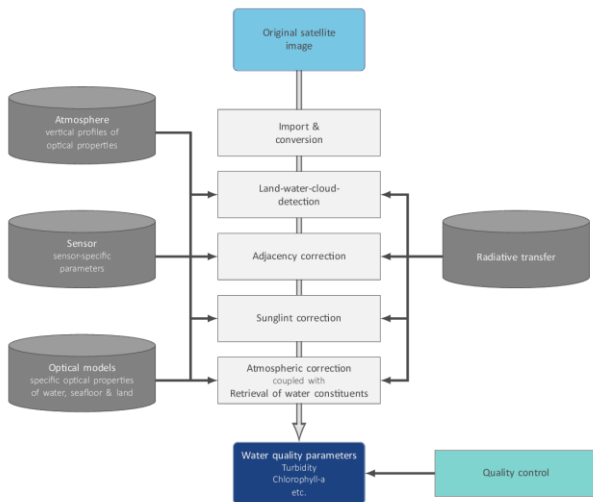 Original satellite
image
Atmosphere
vertical profiles of
optical properties
Import &
conversion
Land-water-cloud-
detection
Sensor
sensor-specific
parameters
Adjacency correction
Radiative transfer
Sunglint correction
Optical models
specific optical properties
of water, seafloor & land
Atmospheric correction
coupled with
Retrieval of water constituents
Water quality parameters
Turbidity
Chlorophyll-a
etc.
Quality control